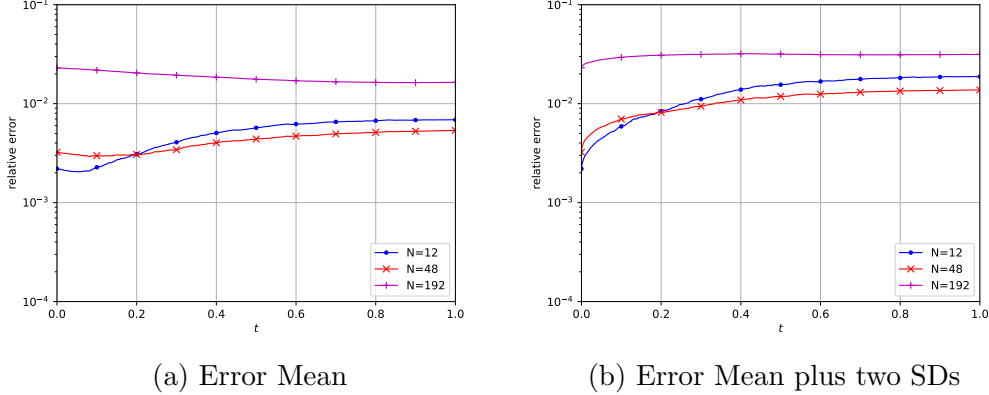 10⁻¹
10⁻²
10⁻³
10⁻⁴
relative error
0.0 0.2 0.4 0.6 0.8 1.0
t
N=12
N=48
N=192
(a) Error Mean
10⁻¹
10⁻²
10⁻³
10⁻⁴
relative error
0.0 0.2 0.4 0.6 0.8 1.0
t
N=12
N=48
N=192
(b) Error Mean plus two SDs